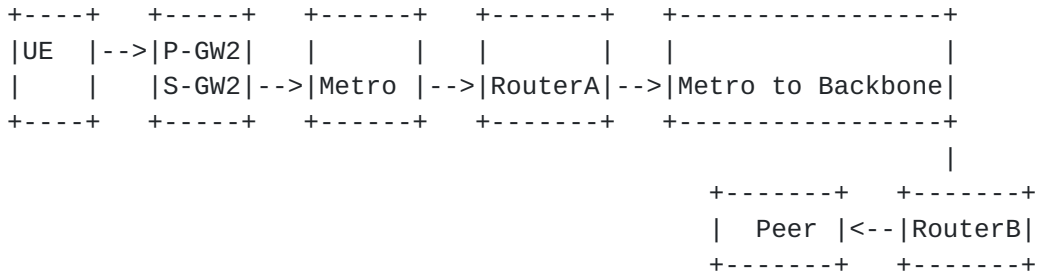 +----+   +-----+   +------+   +-------+   +-----------------+
|UE  |-->|P-GW2|   |      |   |       |   |                 |
|    |   |S-GW2|-->|Metro |-->|RouterA|-->|Metro to Backbone|
+----+   +-----+   +------+   +-------+   +-----------------+
                                                            |
                                             +-------+   +-------+
                                             |  Peer |<--|RouterB|
                                             +-------+   +-------+